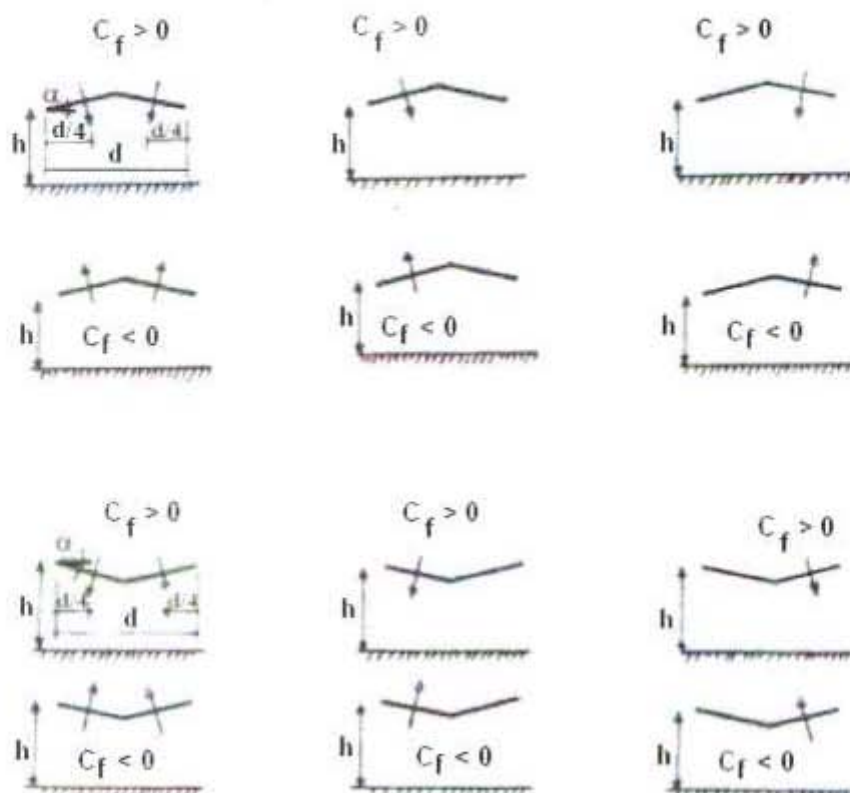 C_f > 0 C_f > 0 C_f > 0
α
h d/4 d/4 h h
d
h C_f < 0 h C_f < 0 h C_f < 0
C_f > 0 C_f > 0 C_f > 0
α
h d/4 d d/4 h h
h C_f < 0 h C_f < 0 h C_f < 0